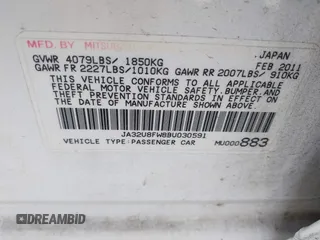 MFD. BY MITSUBISHI
JAPAN
GVWR 4079LBS/ 1850KG FEB 2011
GAWR FR 2227LBS/1010KG GAWR RR 2007LBS/ 910KG
THIS VEHICLE CONFORMS TO ALL APPLICABLE
FEDERAL MOTOR VEHICLE SAFETY, BUMPER, AND
THEFT PREVENTION STANDARDS IN EFFECT ON
THE DATE OF MANUFACTURE SHOWN ABOVE.
JA32U8FW8BU030591
VEHICLE TYPE: PASSENGER CAR MU000883
DREAMBID